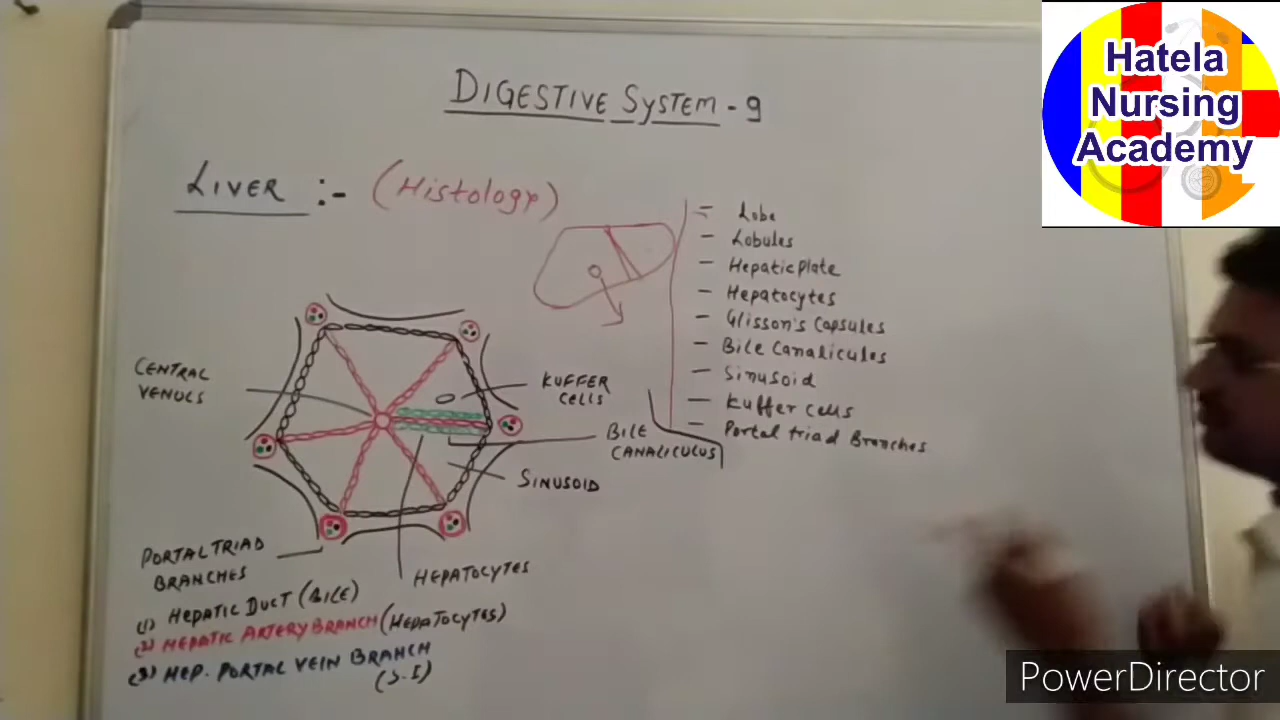 Hatela
Nursing
Academy
DIGESTIVE SYSTEM - 9
LIVER :- (Histology)
- Lobe
- Lobules
- Hepatic plate
- Hepatocytes
- Glisson's Capsules
- Bile Canalicules
- Sinusoid
- Kuffer cells
- Portal triad Branches
CENTRAL
VENULS
KUFFER
CELLS
BILE
CANALICULUS
SINUSOID
HEPATOCYTES
PORTAL TRIAD
BRANCHES
(1) HEPATIC DUCT (BILE)
(2) HEPATIC ARTERY BRANCH (HEPATOCYTES)
(3) HEP. PORTAL VEIN BRANCH
(S.I)
PowerDirector